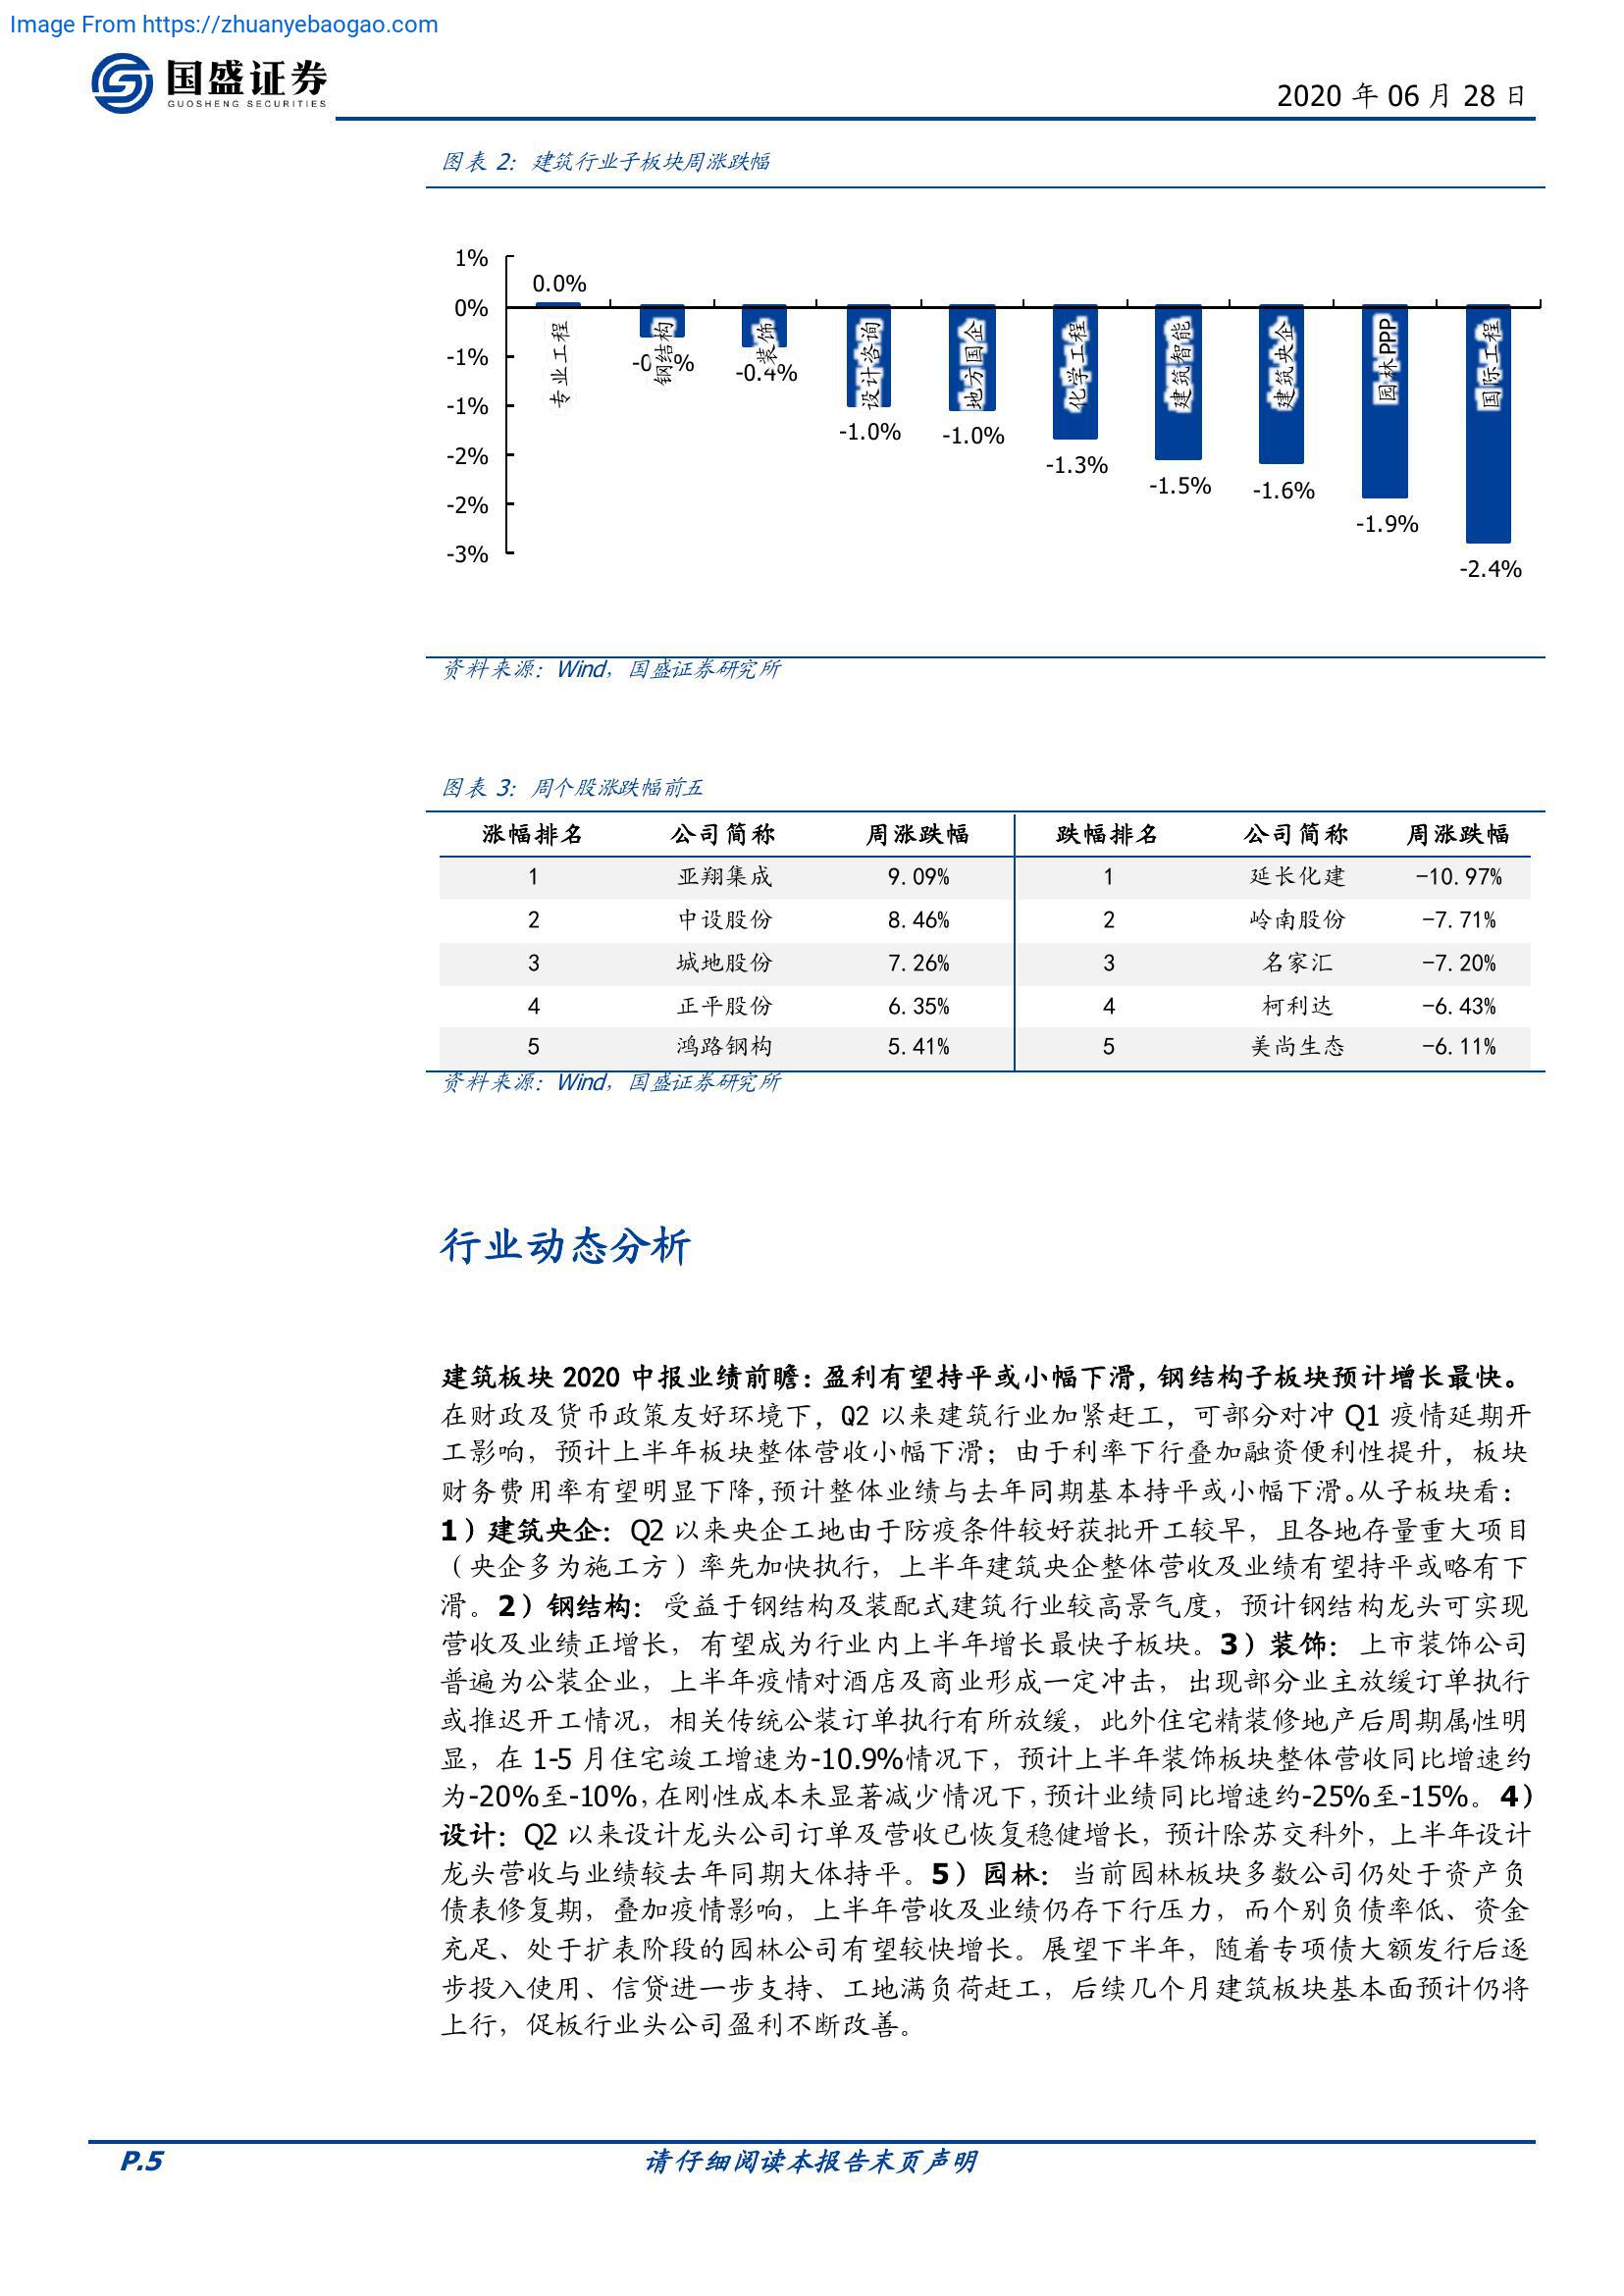 Image From https://zhuanyebaogao.com
国盛证券
GUOSHENG SECURITIES
2020 年 06 月 28 日
图表 2: 建筑行业子板块周涨跌幅
1%
0%
-1%
-1%
-2%
-2%
-3%
0.0%
-0.4%
-1.0%
-1.0%
-1.3%
-1.5%
-1.6%
-1.9%
-2.4%
专业工程
钢结构
装饰
设计咨询
地方国企
化学工程
建筑智能
建筑央企
园林PPP
国际工程
资料来源: Wind, 国盛证券研究所
图表 3: 周个股涨跌幅前五
涨幅排名 公司简称 周涨跌幅 跌幅排名 公司简称 周涨跌幅
1 亚翔集成 9.09% 1 延长化建 -10.97%
2 中设股份 8.46% 2 岭南股份 -7.71%
3 城地股份 7.26% 3 名家汇 -7.20%
4 正平股份 6.35% 4 柯利达 -6.43%
5 鸿路钢构 5.41% 5 美尚生态 -6.11%
资料来源: Wind, 国盛证券研究所
行业动态分析
建筑板块 2020 中报业绩前瞻：盈利有望持平或小幅下滑，钢结构子板块预计增长最快。
在财政及货币政策友好环境下，Q2 以来建筑行业加紧赶工，可部分对冲 Q1 疫情延期开
工影响，预计上半年板块整体营收小幅下滑；由于利率下行叠加融资便利性提升，板块
财务费用率有望明显下降，预计整体业绩与去年同期基本持平或小幅下滑。从子板块看：
1）建筑央企：Q2 以来央企工地由于防疫条件较好获批开工较早，且各地存量重大项目
（央企多为施工方）率先加快执行，上半年建筑央企整体营收及业绩有望持平或略有下
滑。2）钢结构：受益于钢结构及装配式建筑行业较高景气度，预计钢结构龙头可实现
营收及业绩正增长，有望成为行业内上半年增长最快子板块。3）装饰：上市装饰公司
普遍为公装企业，上半年疫情对酒店及商业形成一定冲击，出现部分业主放缓订单执行
或推迟开工情况，相关传统公装订单执行有所放缓，此外住宅精装修地产后周期属性明
显，在 1-5 月住宅竣工增速为-10.9%情况下，预计上半年装饰板块整体营收同比增速约
为-20%至-10%，在刚性成本未显著减少情况下，预计业绩同比增速约-25%至-15%。4）
设计：Q2 以来设计龙头公司订单及营收已恢复稳健增长，预计除苏交科外，上半年设计
龙头营收与业绩较去年同期大体持平。5）园林：当前园林板块多数公司仍处于资产负
债表修复期，叠加疫情影响，上半年营收及业绩仍存下行压力，而个别负债率低、资金
充足、处于扩表阶段的园林公司有望较快增长。展望下半年，随着专项债大额发行后逐
步投入使用、信贷进一步支持、工地满负荷赶工，后续几个月建筑板块基本面预计仍将
上行，促板行业头公司盈利不断改善。
P.5
请仔细阅读本报告末页声明